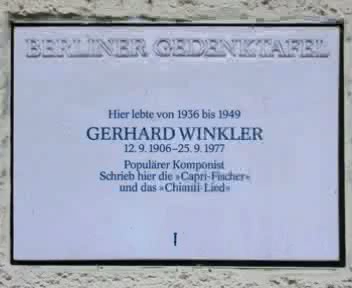 BERLINER GEDENKTAFEL
Hier lebte von 1936 bis 1949
GERHARD WINKLER
12. 9. 1906–25. 9. 1977
Populärer Komponist
Schrieb hier die »Capri-Fischer«
und das »Chianti-Lied«